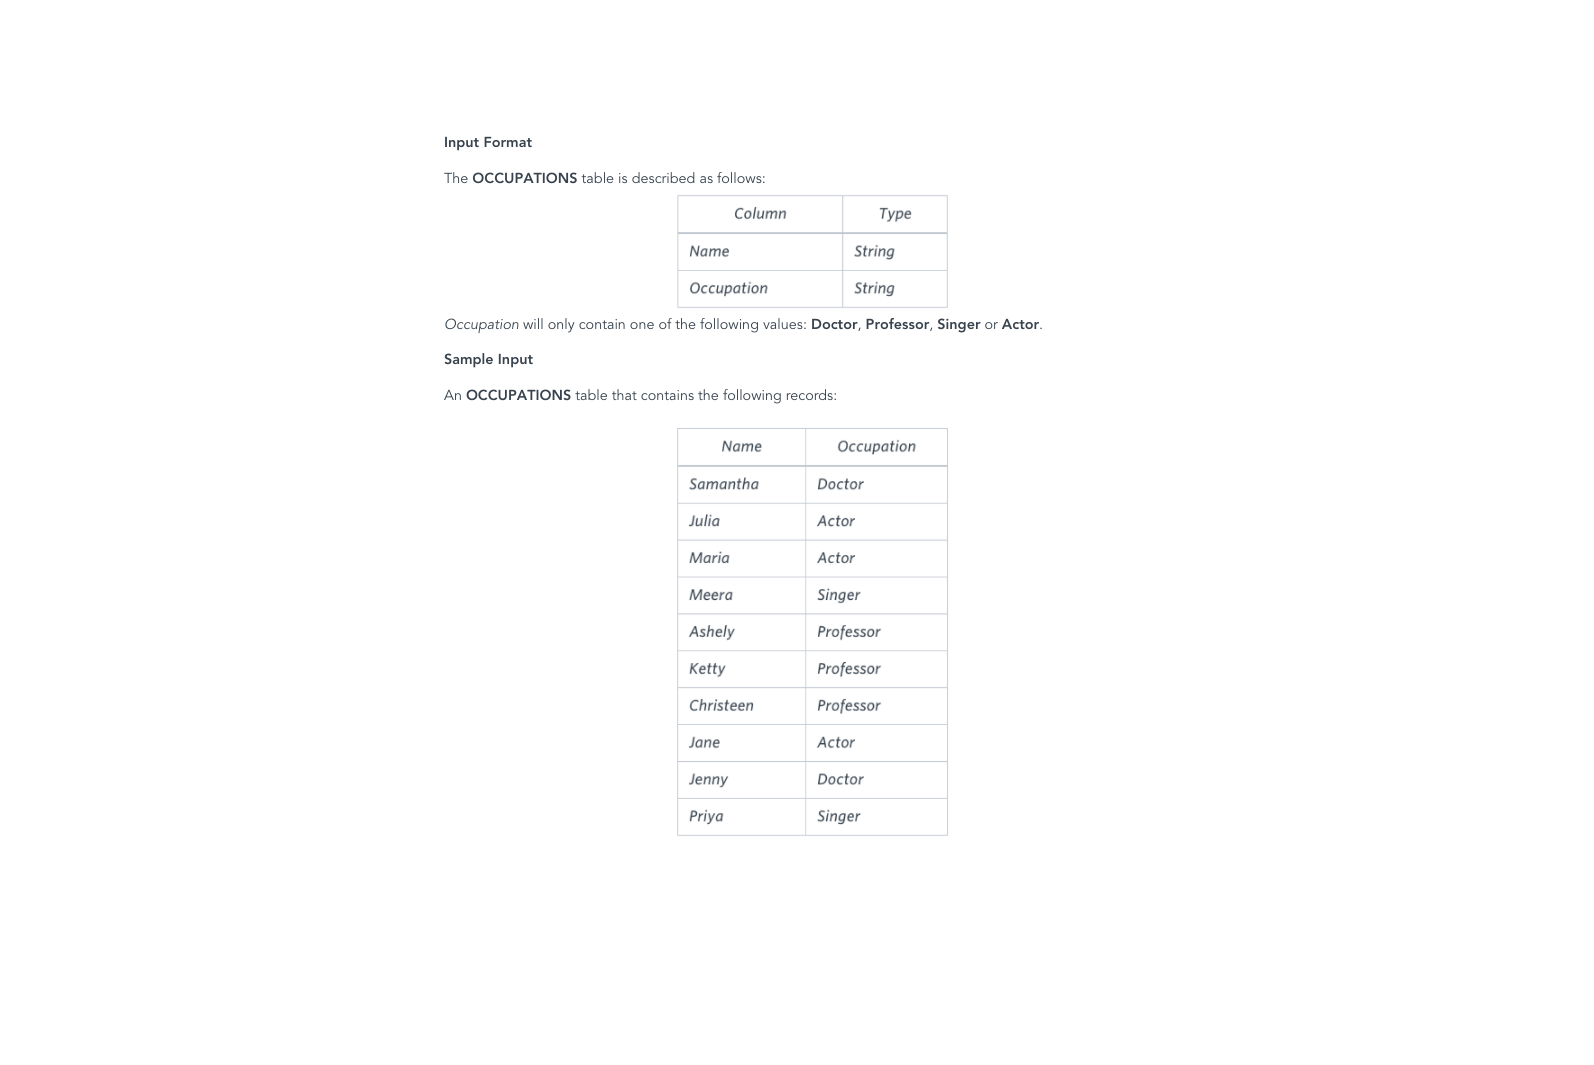 Input Format
The OCCUPATIONS table is described as follows:
Column Type
Name String
Occupation String
Occupation will only contain one of the following values: Doctor, Professor, Singer or Actor.
Sample Input
An OCCUPATIONS table that contains the following records:
Name Occupation
Samantha Doctor
Julia Actor
Maria Actor
Meera Singer
Ashely Professor
Ketty Professor
Christeen Professor
Jane Actor
Jenny Doctor
Priya Singer